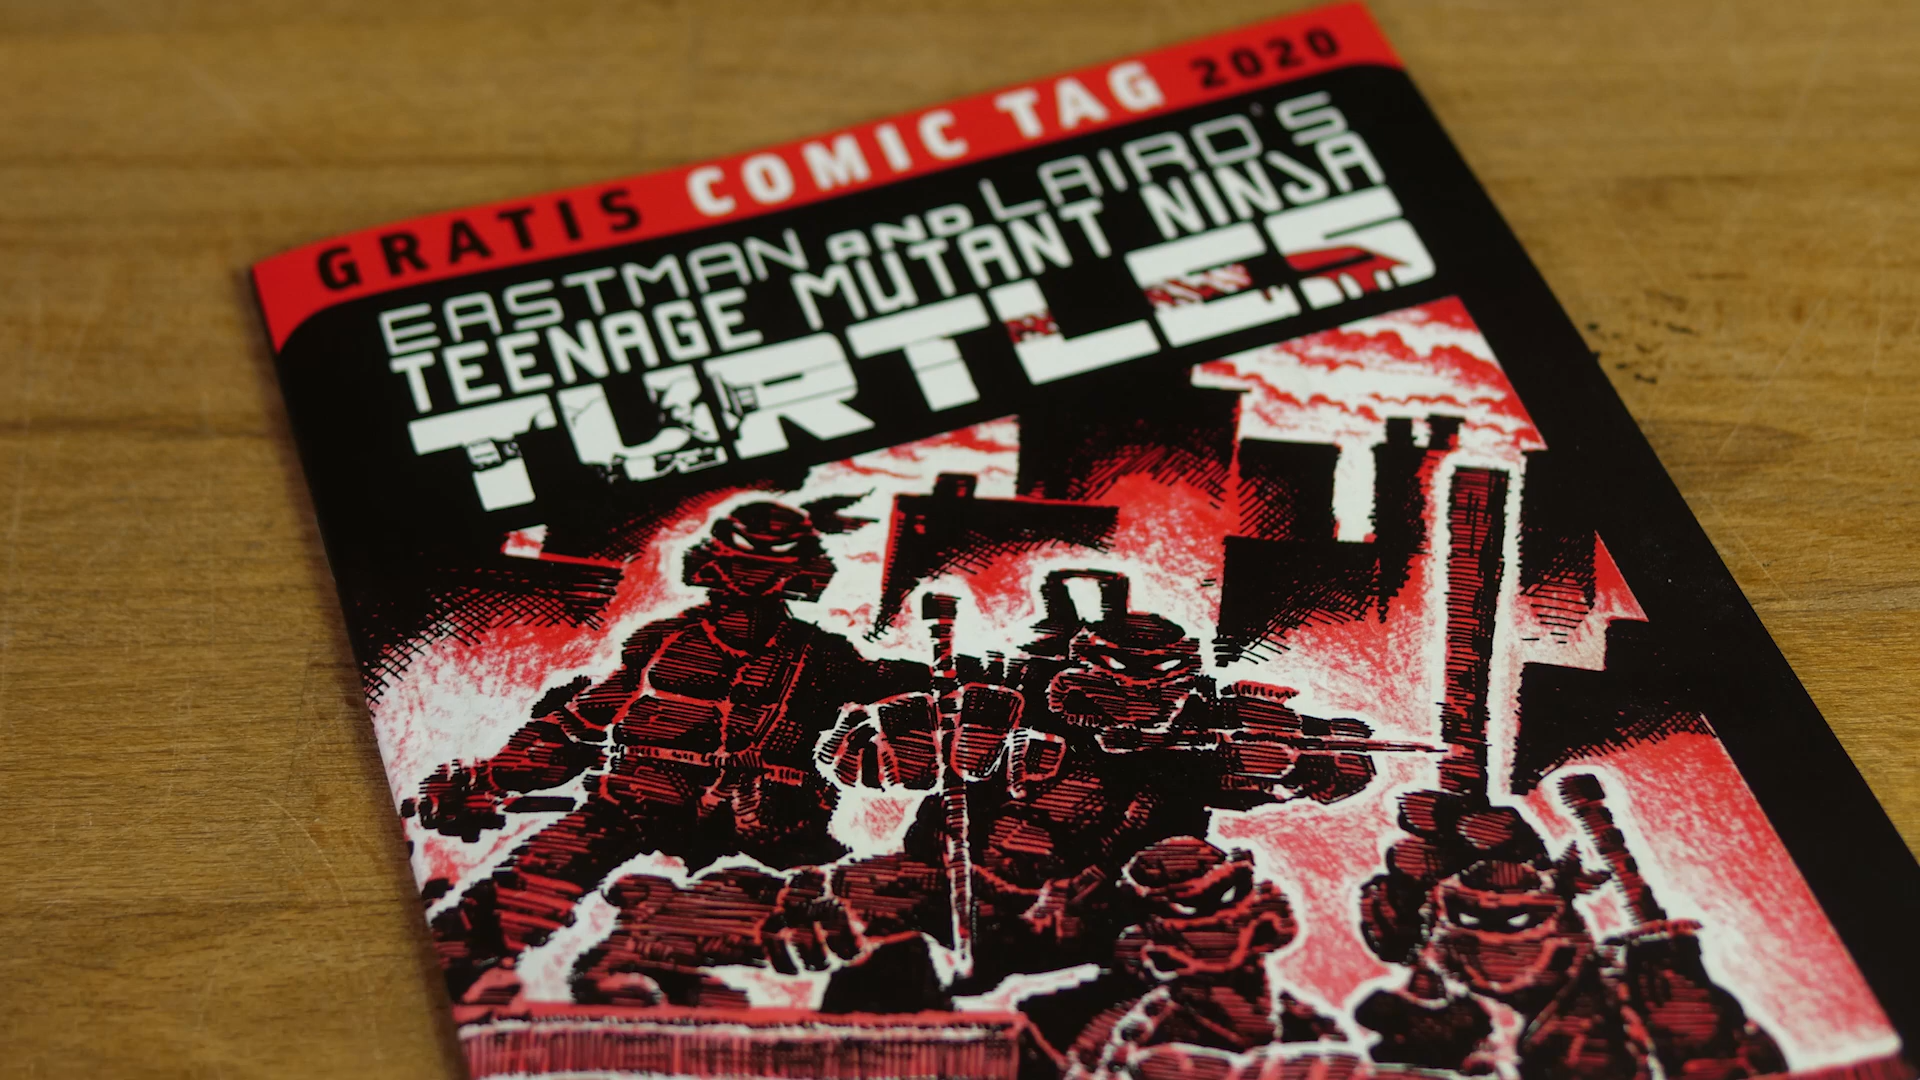 GRATIS COMIC TAG 2020
EASTMAN AND LAIRD'S
TEENAGE MUTANT NINJA
TURTLES